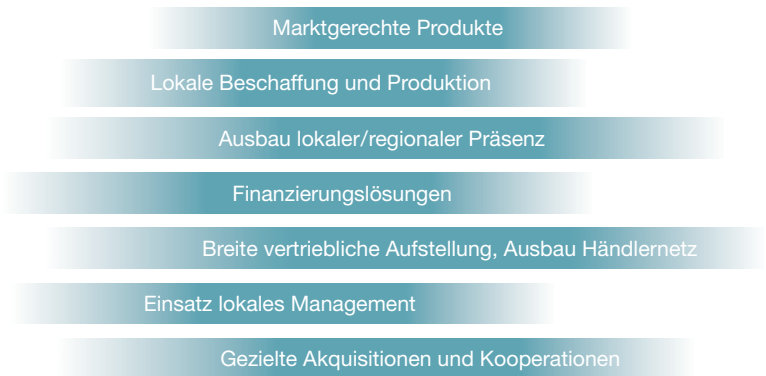 Marktgerechte Produkte
Lokale Beschaffung und Produktion
Ausbau lokaler/regionaler Präsenz
Finanzierungslösungen
Breite vertriebliche Aufstellung, Ausbau Händlernetz
Einsatz lokales Management
Gezielte Akquisitionen und Kooperationen